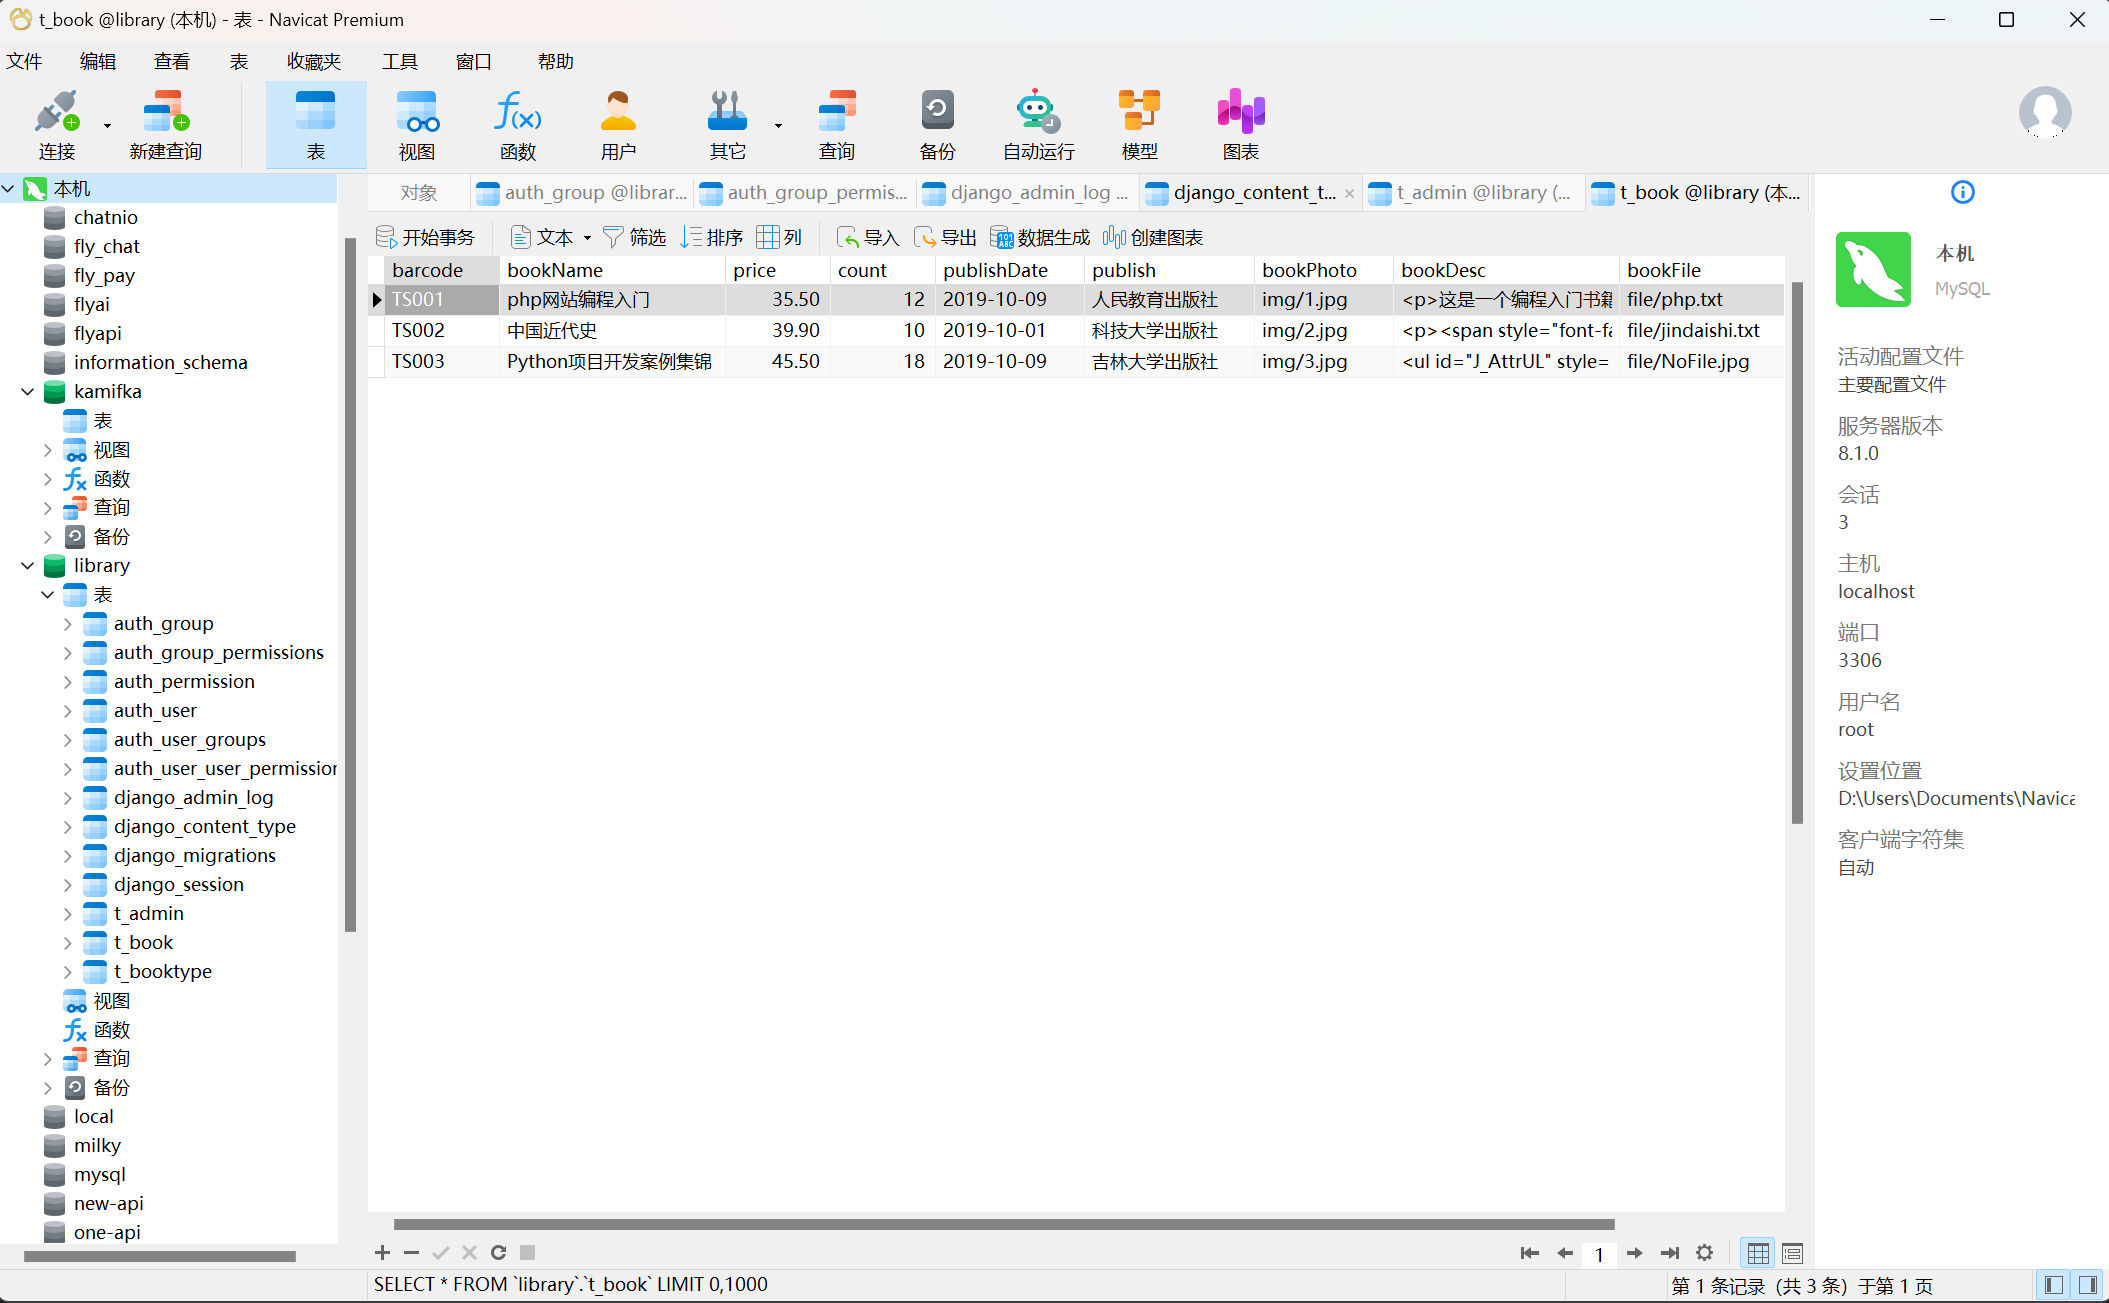 t_book @library (本机) - 表 - Navicat Premium
文件 编辑 查看 表 收藏夹 工具 窗口 帮助
连接 新建查询 表 视图 函数 用户 其它 查询 备份 自动运行 模型 图表
本机
chatnio
fly_chat
fly_pay
flyai
flyapi
information_schema
kamifka
表
视图
函数
查询
备份
library
表
auth_group
auth_group_permissions
auth_permission
auth_user
auth_user_groups
auth_user_user_permission
django_admin_log
django_content_type
django_migrations
django_session
t_admin
t_book
t_booktype
视图
函数
查询
备份
local
milky
mysql
new-api
one-api
对象 auth_group @librar... auth_group_permis... django_admin_log ... django_content_t... t_admin @library (... t_book @library (本...
开始事务 文本 筛选 排序 列 导入 导出 数据生成 创建图表
barcode bookName price count publishDate publish bookPhoto bookDesc bookFile
TS001 php网站编程入门 35.50 12 2019-10-09 人民教育出版社 img/1.jpg <p>这是一个编程入门书籍 file/php.txt
TS002 中国近代史 39.90 10 2019-10-01 科技大学出版社 img/2.jpg <p><span style="font-fa file/jindaishi.txt
TS003 Python项目开发案例集锦 45.50 18 2019-10-09 吉林大学出版社 img/3.jpg <ul id="J_AttrUL" style= file/NoFile.jpg
1
SELECT * FROM `library`.`t_book` LIMIT 0,1000
第 1 条记录 (共 3 条) 于第 1 页
本机
MySQL
活动配置文件
主要配置文件
服务器版本
8.1.0
会话
3
主机
localhost
端口
3306
用户名
root
设置位置
D:\Users\Documents\Navica
客户端字符集
自动